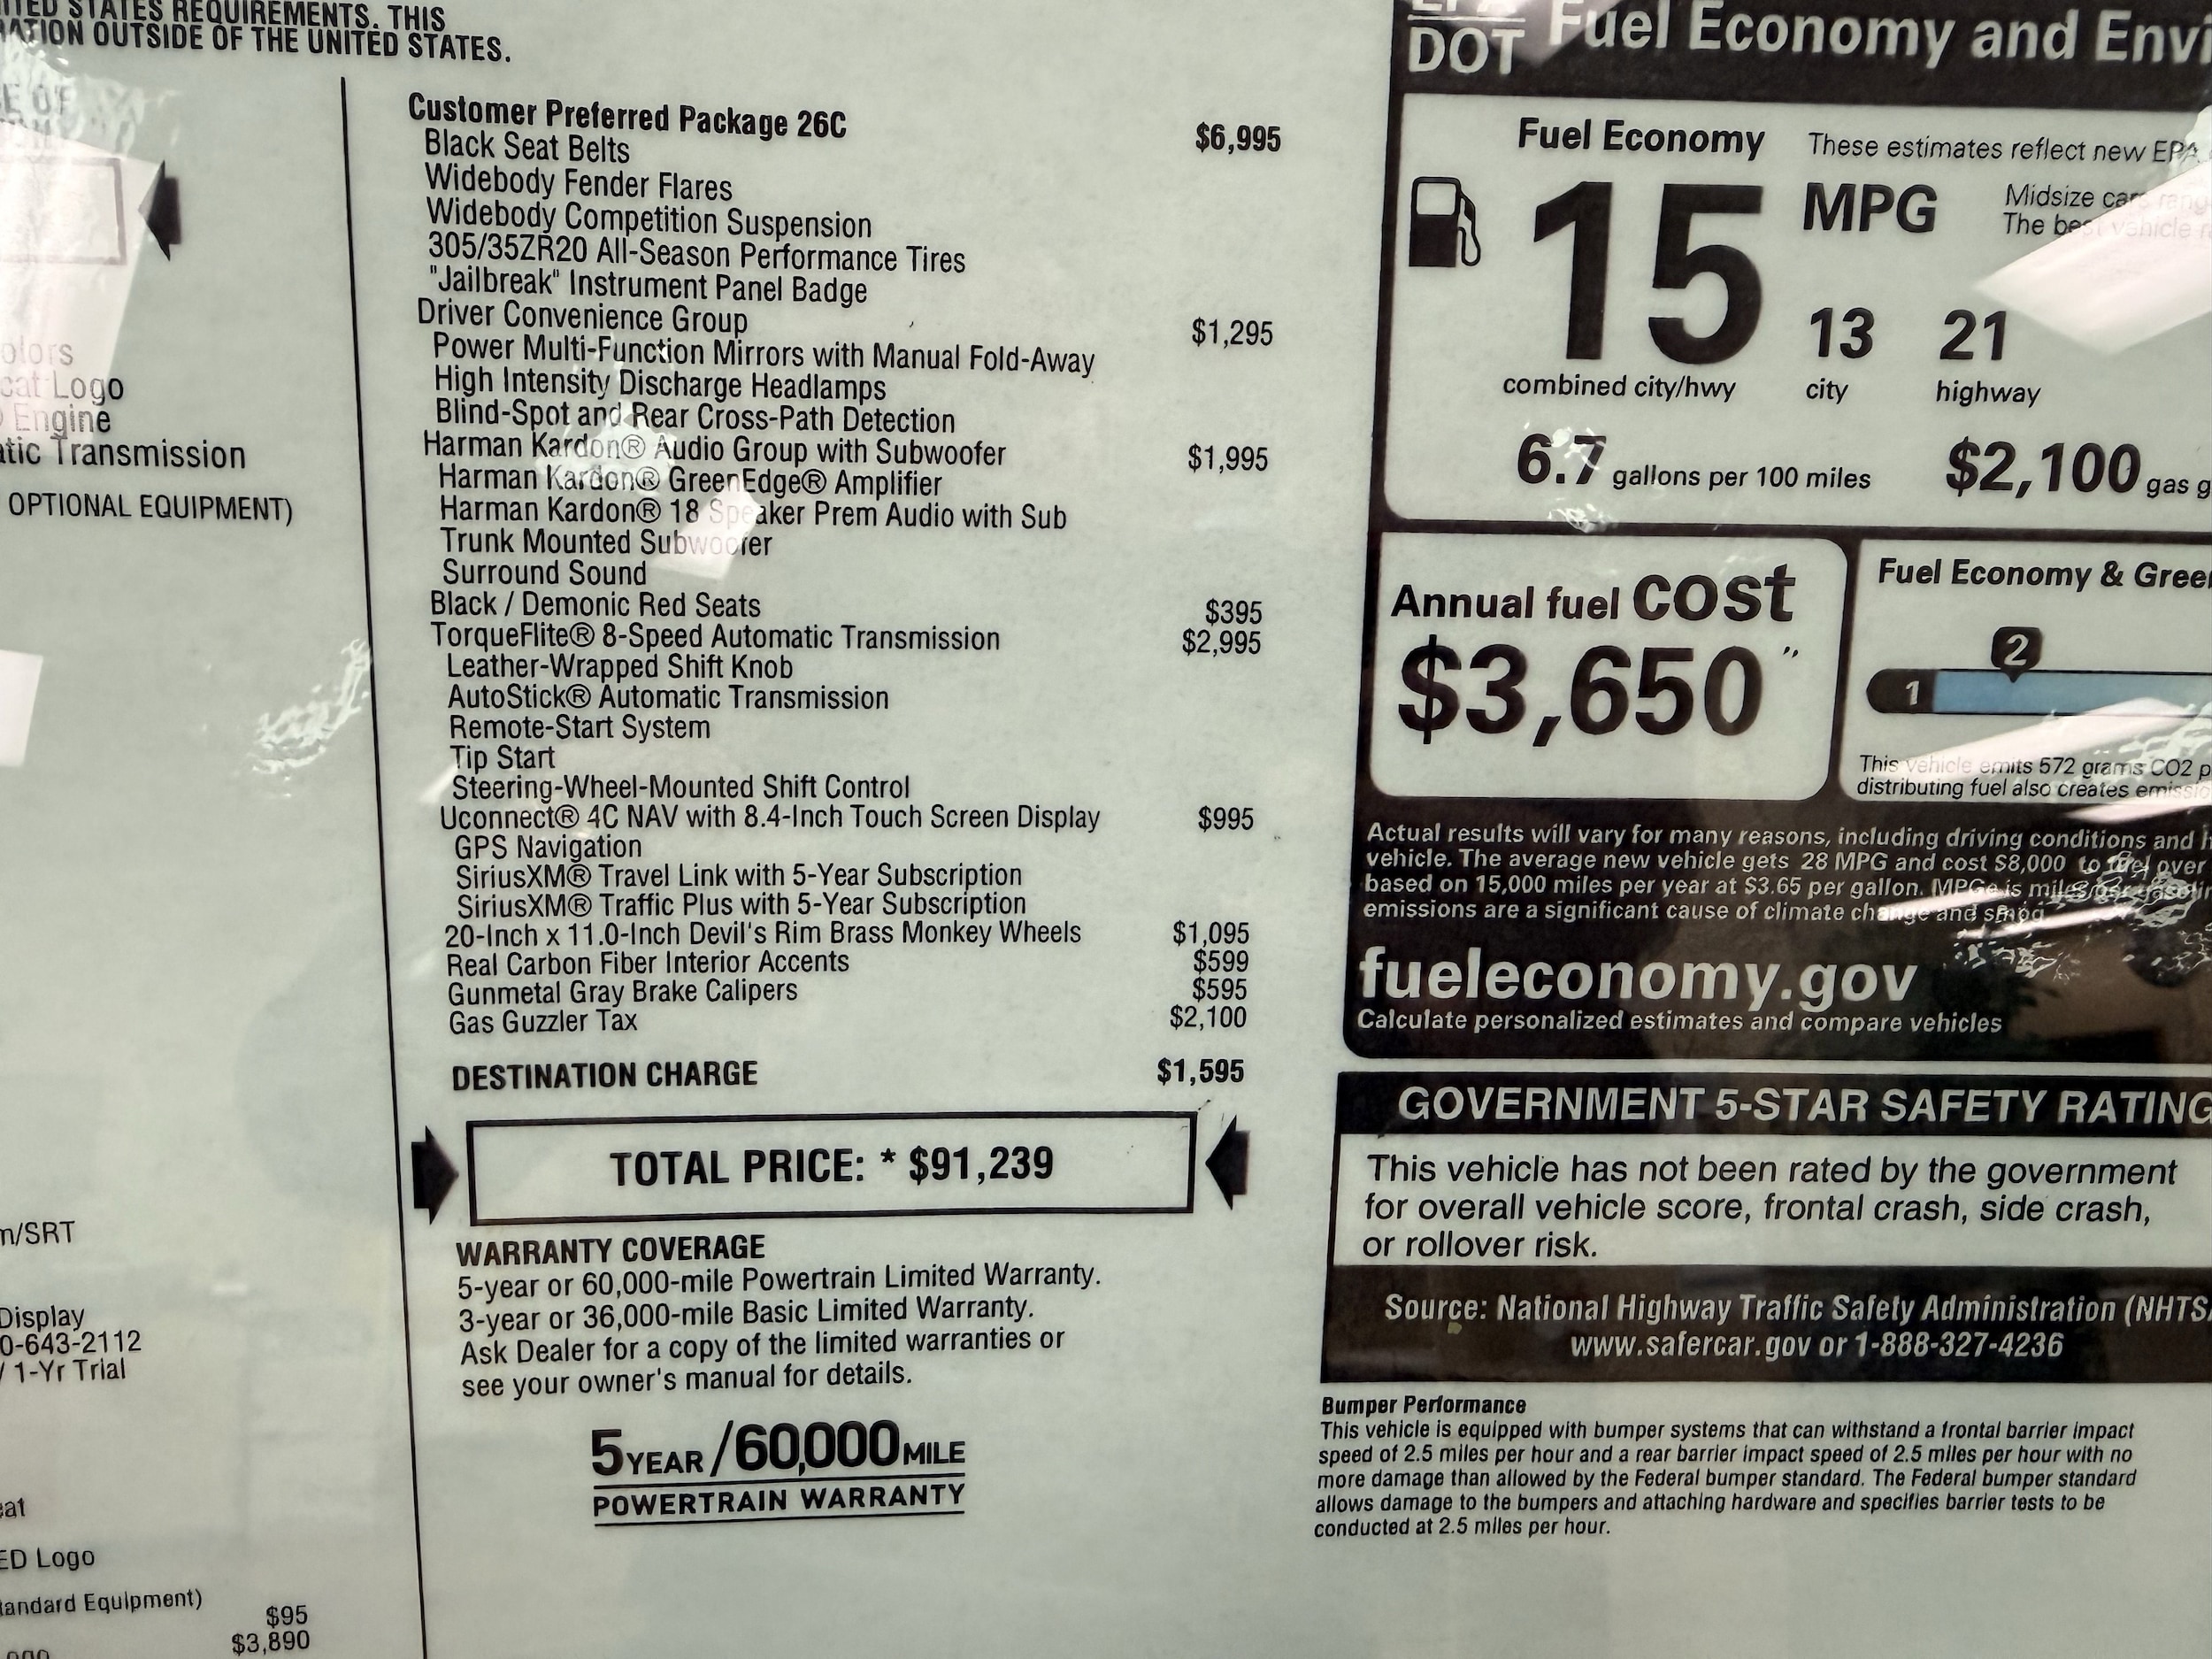 UNITED STATES REQUIREMENTS. THIS
OUTSIDE OF THE UNITED STATES.
E OF
olors
cat Logo
Engine
atic Transmission
OPTIONAL EQUIPMENT)
m/SRT
Display
0-643-2112
/ 1-Yr Trial
eat
ED Logo
tandard Equipment)
$95
$3,890
Customer Preferred Package 26C $6,995
Black Seat Belts
Widebody Fender Flares
Widebody Competition Suspension
305/35ZR20 All-Season Performance Tires
"Jailbreak" Instrument Panel Badge
Driver Convenience Group $1,295
Power Multi-Function Mirrors with Manual Fold-Away
High Intensity Discharge Headlamps
Blind-Spot and Rear Cross-Path Detection
Harman Kardon® Audio Group with Subwoofer $1,995
Harman Kardon® GreenEdge® Amplifier
Harman Kardon® 18 Speaker Prem Audio with Sub
Trunk Mounted Subwoofer
Surround Sound
Black / Demonic Red Seats $395
TorqueFlite® 8-Speed Automatic Transmission $2,995
Leather-Wrapped Shift Knob
AutoStick® Automatic Transmission
Remote-Start System
Tip Start
Steering-Wheel-Mounted Shift Control
Uconnect® 4C NAV with 8.4-Inch Touch Screen Display $995
GPS Navigation
SiriusXM® Travel Link with 5-Year Subscription
SiriusXM® Traffic Plus with 5-Year Subscription
20-Inch x 11.0-Inch Devil's Rim Brass Monkey Wheels $1,095
Real Carbon Fiber Interior Accents $599
Gunmetal Gray Brake Calipers $595
Gas Guzzler Tax $2,100
DESTINATION CHARGE $1,595
TOTAL PRICE: * $91,239
WARRANTY COVERAGE
5-year or 60,000-mile Powertrain Limited Warranty.
3-year or 36,000-mile Basic Limited Warranty.
Ask Dealer for a copy of the limited warranties or
see your owner's manual for details.
5 YEAR/60,000 MILE
POWERTRAIN WARRANTY
EPA
DOT
Fuel Economy and Envi
Fuel Economy
These estimates reflect new EPA
15 MPG
Midsize cars rang
The best vehicle r
13 21
combined city/hwy city highway
6.7 gallons per 100 miles
$2,100 gas g
Annual fuel cost
$3,650
Fuel Economy & Gree
2
1
This vehicle emits 572 grams CO2 p
distributing fuel also creates emissi
Actual results will vary for many reasons, including driving conditions and h
vehicle. The average new vehicle gets 28 MPG and cost $8,000 to fuel over
based on 15,000 miles per year at $3.65 per gallon. MPGe is miles per gasolin
emissions are a significant cause of climate change and smog
fueleconomy.gov
Calculate personalized estimates and compare vehicles
GOVERNMENT 5-STAR SAFETY RATING
This vehicle has not been rated by the government
for overall vehicle score, frontal crash, side crash,
or rollover risk.
Source: National Highway Traffic Safety Administration (NHTSA
www.safercar.gov or 1-888-327-4236
Bumper Performance
This vehicle is equipped with bumper systems that can withstand a frontal barrier impact
speed of 2.5 miles per hour and a rear barrier impact speed of 2.5 miles per hour with no
more damage than allowed by the Federal bumper standard. The Federal bumper standard
allows damage to the bumpers and attaching hardware and specifies barrier tests to be
conducted at 2.5 miles per hour.